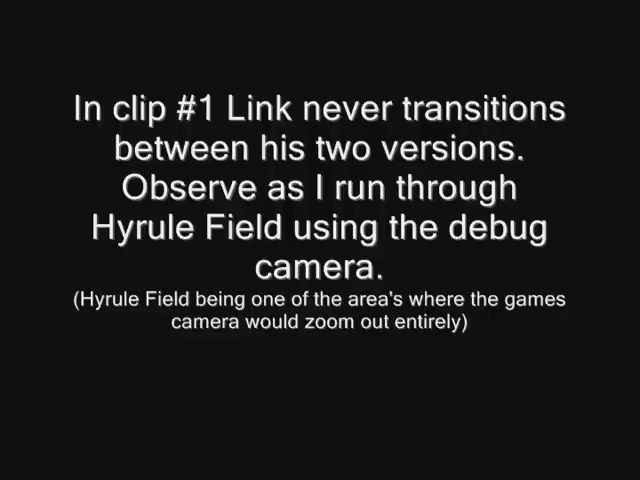 In clip #1 Link never transitions
between his two versions.
Observe as I run through
Hyrule Field using the debug
camera.
(Hyrule Field being one of the area's where the games
camera would zoom out entirely)